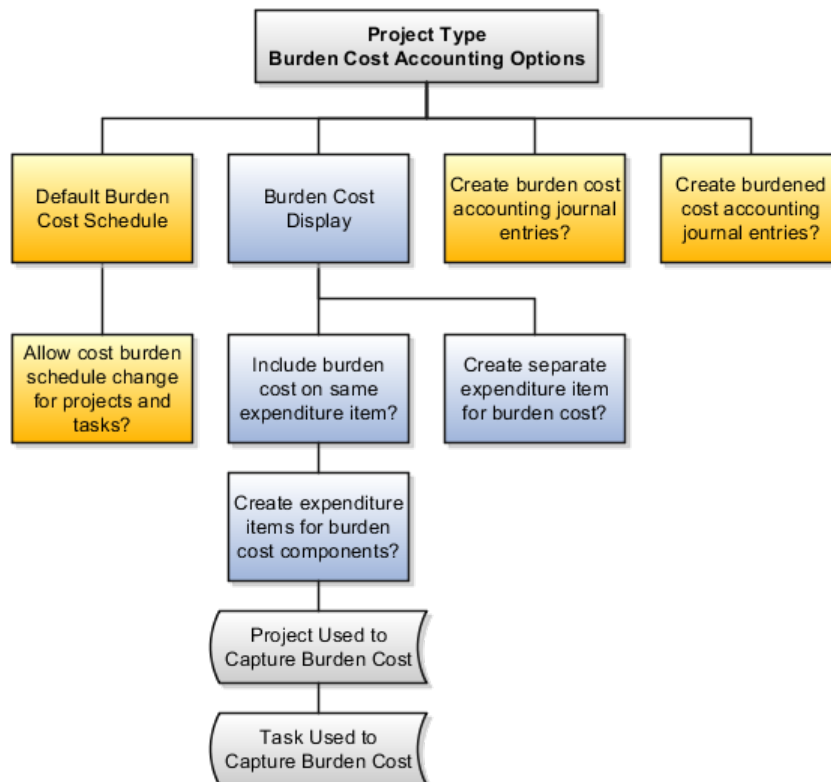 Project Type
Burden Cost Accounting Options
Default Burden
Cost Schedule
Burden Cost
Display
Create burden cost
accounting journal
entries?
Create burdened
cost accounting
journal entries?
Allow cost burden
schedule change
for projects and
tasks?
Include burden
cost on same
expenditure item?
Create separate
expenditure item
for burden cost?
Create expenditure
items for burden
cost components?
Project Used to
Capture Burden Cost
Task Used to
Capture Burden Cost